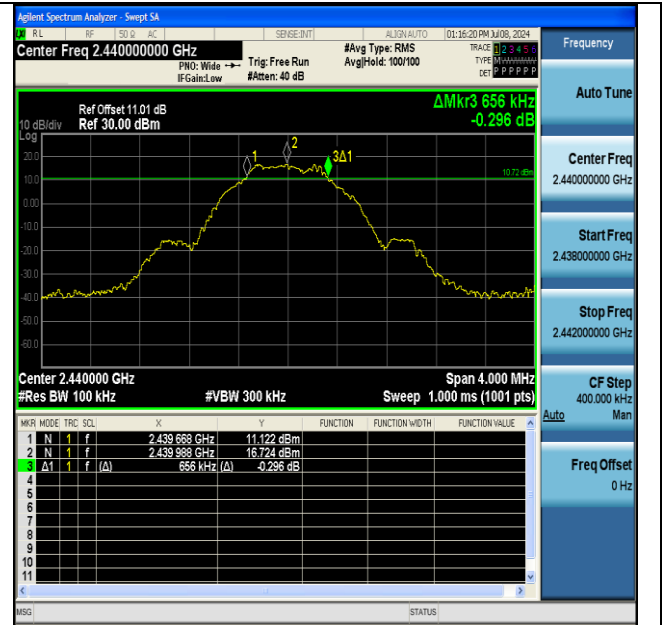 Agilent Spectrum Analyzer - Swept SA
RL RF 50 Ω AC SENSE:INT ALIGN AUTO 01:16:20 PM Jul 08, 2024
Center Freq 2.440000000 GHz
PNO: Wide
IFGain:Low
Trig: Free Run
#Atten: 40 dB
#Avg Type: RMS
Avg|Hold: 100/100
TRACE 1 2 3 4 5 6
TYPE
DET P P P P P P
Ref Offset 11.01 dB
10 dB/div Ref 30.00 dBm
Log
ΔMkr3 656 kHz
-0.296 dB
20.0
10.0
0.00
-10.0
-20.0
-30.0
-40.0
-50.0
-60.0
1
2
3Δ1
10.72 dBm
Center 2.440000 GHz Span 4.000 MHz
#Res BW 100 kHz #VBW 300 kHz Sweep 1.000 ms (1001 pts)
MKR MODE TRC SCL X Y FUNCTION FUNCTION WIDTH FUNCTION VALUE
1 N 1 f 2.439 668 GHz 11.122 dBm
2 N 1 f 2.439 988 GHz 16.724 dBm
3 Δ1 1 f (Δ) 656 kHz (Δ) -0.296 dB
4
5
6
7
8
9
10
11
MSG STATUS
Frequency
Auto Tune
Center Freq
2.440000000 GHz
Start Freq
2.438000000 GHz
Stop Freq
2.442000000 GHz
CF Step
400.000 kHz
Auto Man
Freq Offset
0 Hz